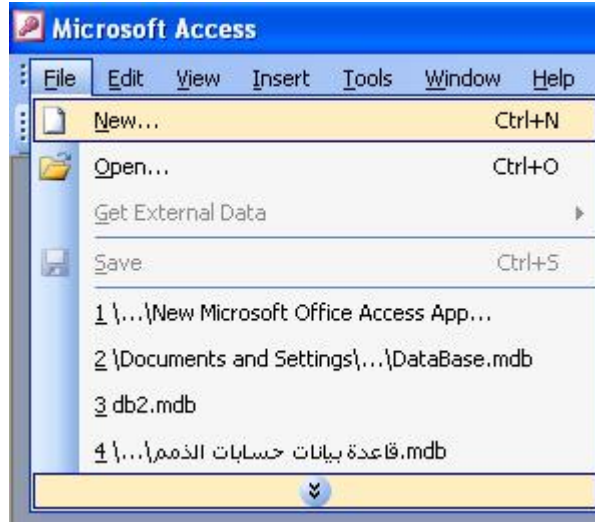 Microsoft Access
File Edit View Insert Tools Window Help
New... Ctrl+N
Open... Ctrl+O
Get External Data
Save Ctrl+S
1 \...\New Microsoft Office Access App...
2 \Documents and Settings\...\DataBase.mdb
3 db2.mdb
4 \...\قاعدة بيانات حسابات الذمم.mdb